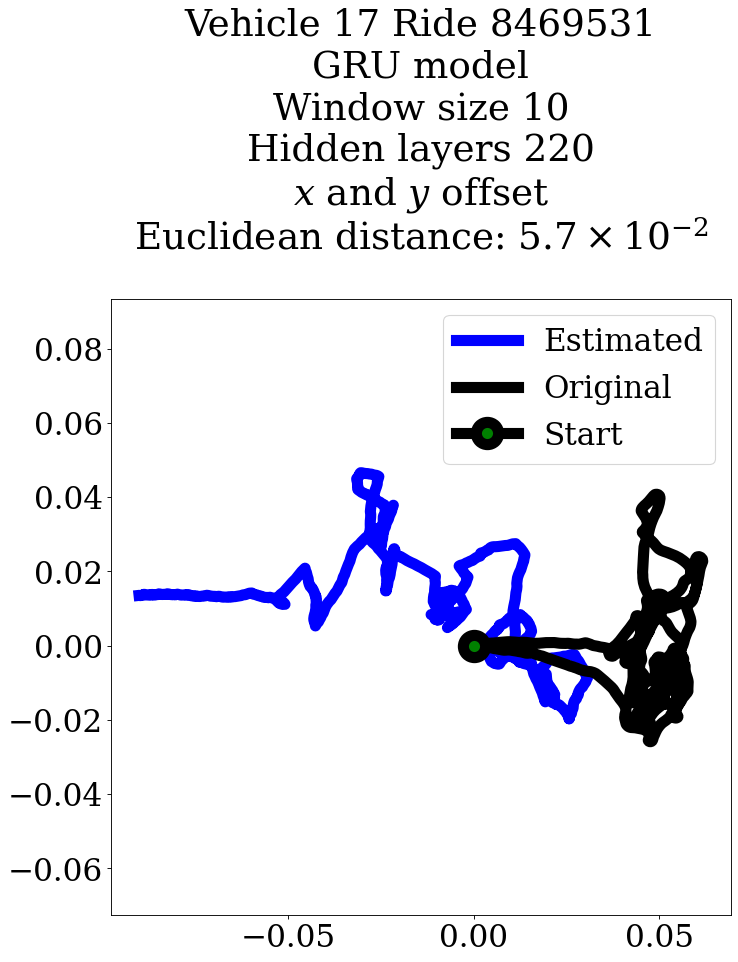 Vehicle 17 Ride 8469531
GRU model
Window size 10
Hidden layers 220
x and y offset
Euclidean distance: 5.7 × 10⁻²
Estimated
Original
Start
0.08
0.06
0.04
0.02
0.00
−0.02
−0.04
−0.06
−0.05 0.00 0.05